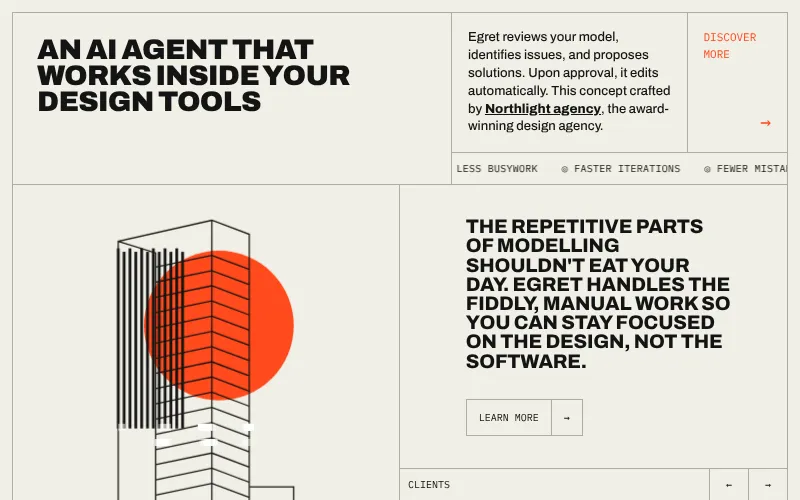 AN AI AGENT THAT
WORKS INSIDE YOUR
DESIGN TOOLS
Egret reviews your model,
identifies issues, and proposes
solutions. Upon approval, it edits
automatically. This concept crafted
by Northlight agency, the award-
winning design agency.
DISCOVER
MORE
→
LESS BUSYWORK ◎ FASTER ITERATIONS ◎ FEWER
THE REPETITIVE PARTS
OF MODELLING
SHOULDN'T EAT YOUR
DAY. EGRET HANDLES THE
FIDDLY, MANUAL WORK SO
YOU CAN STAY FOCUSED
ON THE DESIGN, NOT THE
SOFTWARE.
LEARN MORE →
CLIENTS ← →